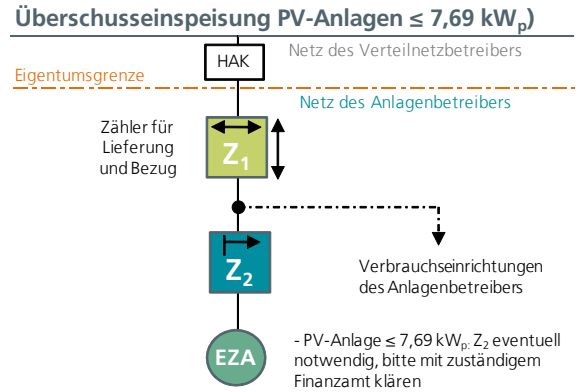 Überschusseinspeisung PV-Anlagen ≤ 7,69 kWp)
HAK
Netz des Verteilnetzbetreibers
Eigentumsgrenze
Netz des Anlagenbetreibers
Zähler für
Lieferung
und Bezug
Z1
Z2
Verbrauchseinrichtungen
des Anlagenbetreibers
EZA
- PV-Anlage ≤ 7,69 kWp: Z2 eventuell
notwendig, bitte mit zuständigem
Finanzamt klären